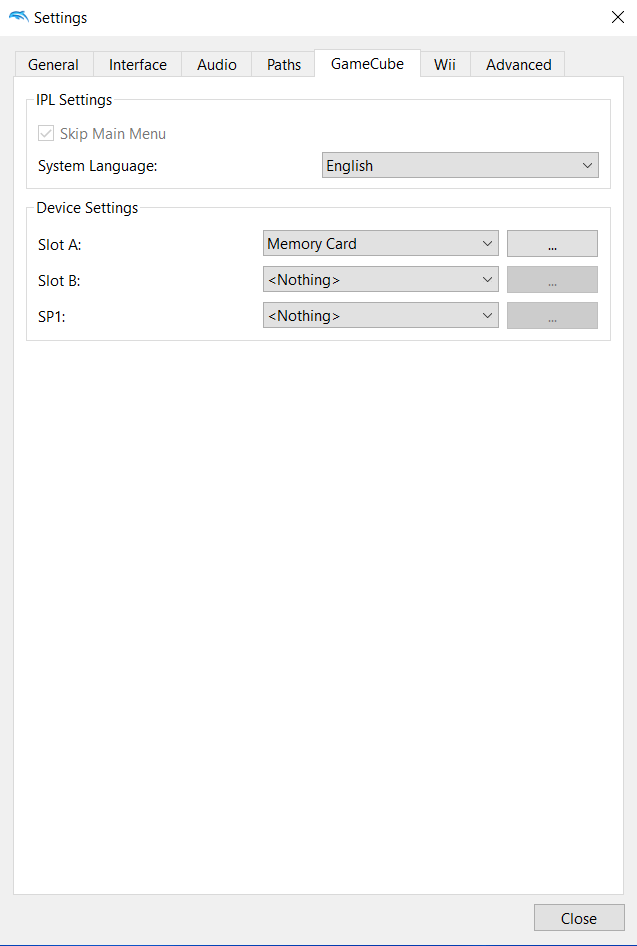 Settings
General Interface Audio Paths GameCube Wii Advanced
IPL Settings
Skip Main Menu
System Language: English
Device Settings
Slot A: Memory Card ...
Slot B: <Nothing> ...
SP1: <Nothing> ...
Close